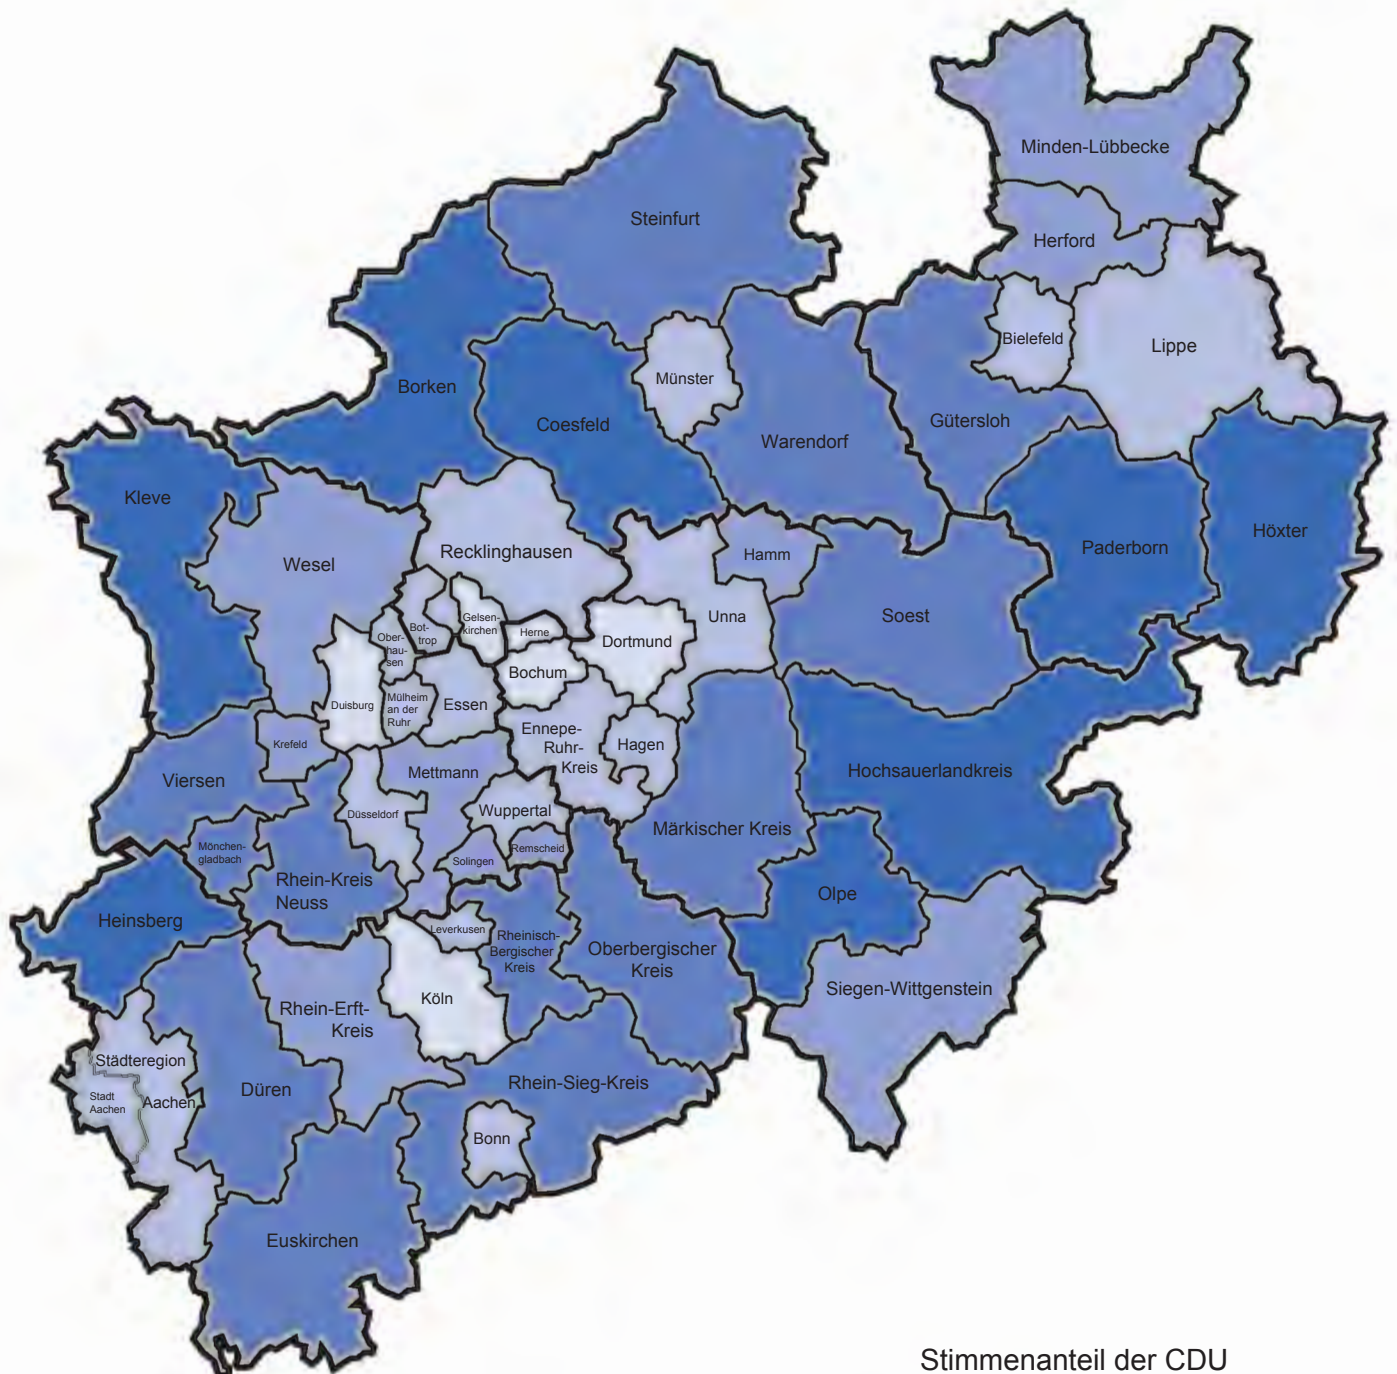 Minden-Lübbecke
Steinfurt
Herford
Bielefeld
Lippe
Münster
Borken
Coesfeld
Gütersloh
Warendorf
Kleve
Höxter
Paderborn
Recklinghausen
Hamm
Wesel
Soest
Unna
Gelsen-
kirchen
Bot-
trop
Herne
Ober-
hau-
sen
Dortmund
Bochum
Mülheim
an der
Ruhr
Essen
Duisburg
Ennepe-
Ruhr-
Kreis
Hagen
Krefeld
Viersen
Mettmann
Hochsauerlandkreis
Düsseldorf
Wuppertal
Märkischer Kreis
Mönchen-
gladbach
Remscheid
Solingen
Rhein-Kreis
Neuss
Olpe
Heinsberg
Leverkusen
Rheinisch-
Bergischer
Kreis
Oberbergischer
Kreis
Siegen-Wittgenstein
Köln
Rhein-Erft-
Kreis
Städteregion
Aachen
Stadt
Aachen
Düren
Rhein-Sieg-Kreis
Bonn
Euskirchen
Stimmenanteil der CDU